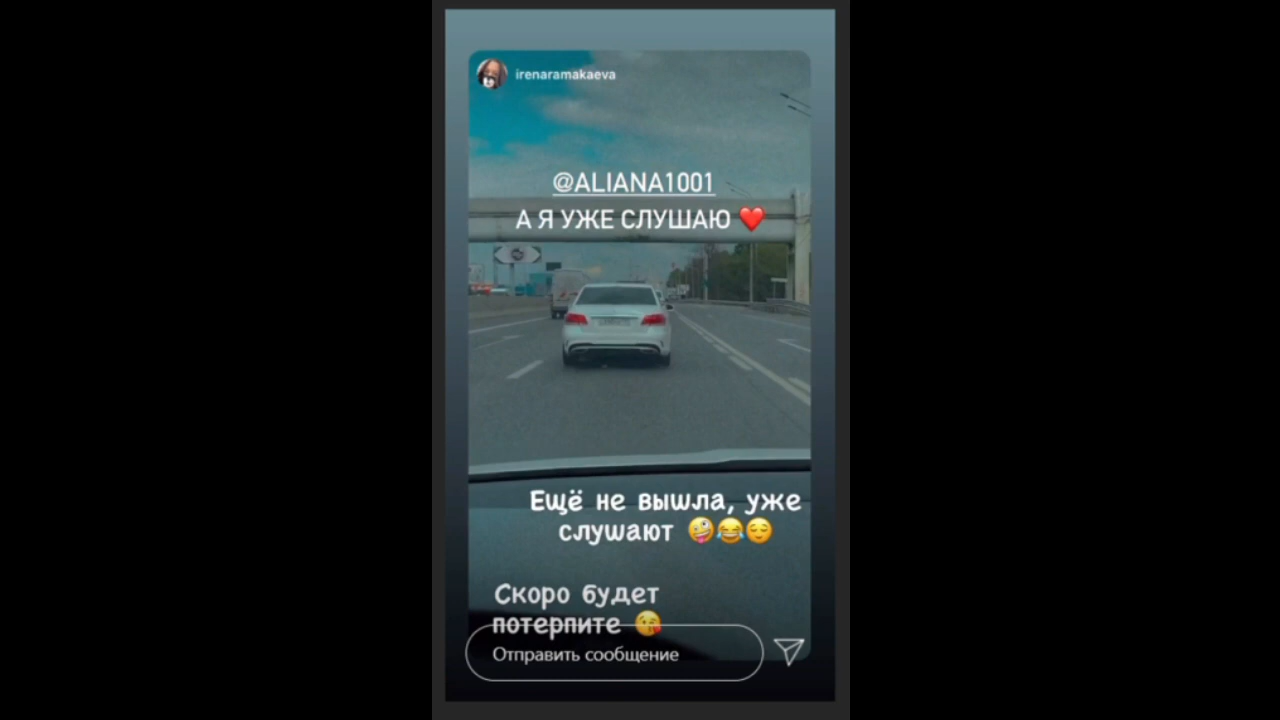 irenaramakaeva
@ALIANA1001
А Я УЖЕ СЛУШАЮ ❤️
Ещё не вышла, уже
слушают 🤪😂😌
Скоро будет
потерпите 😘
Отправить сообщение